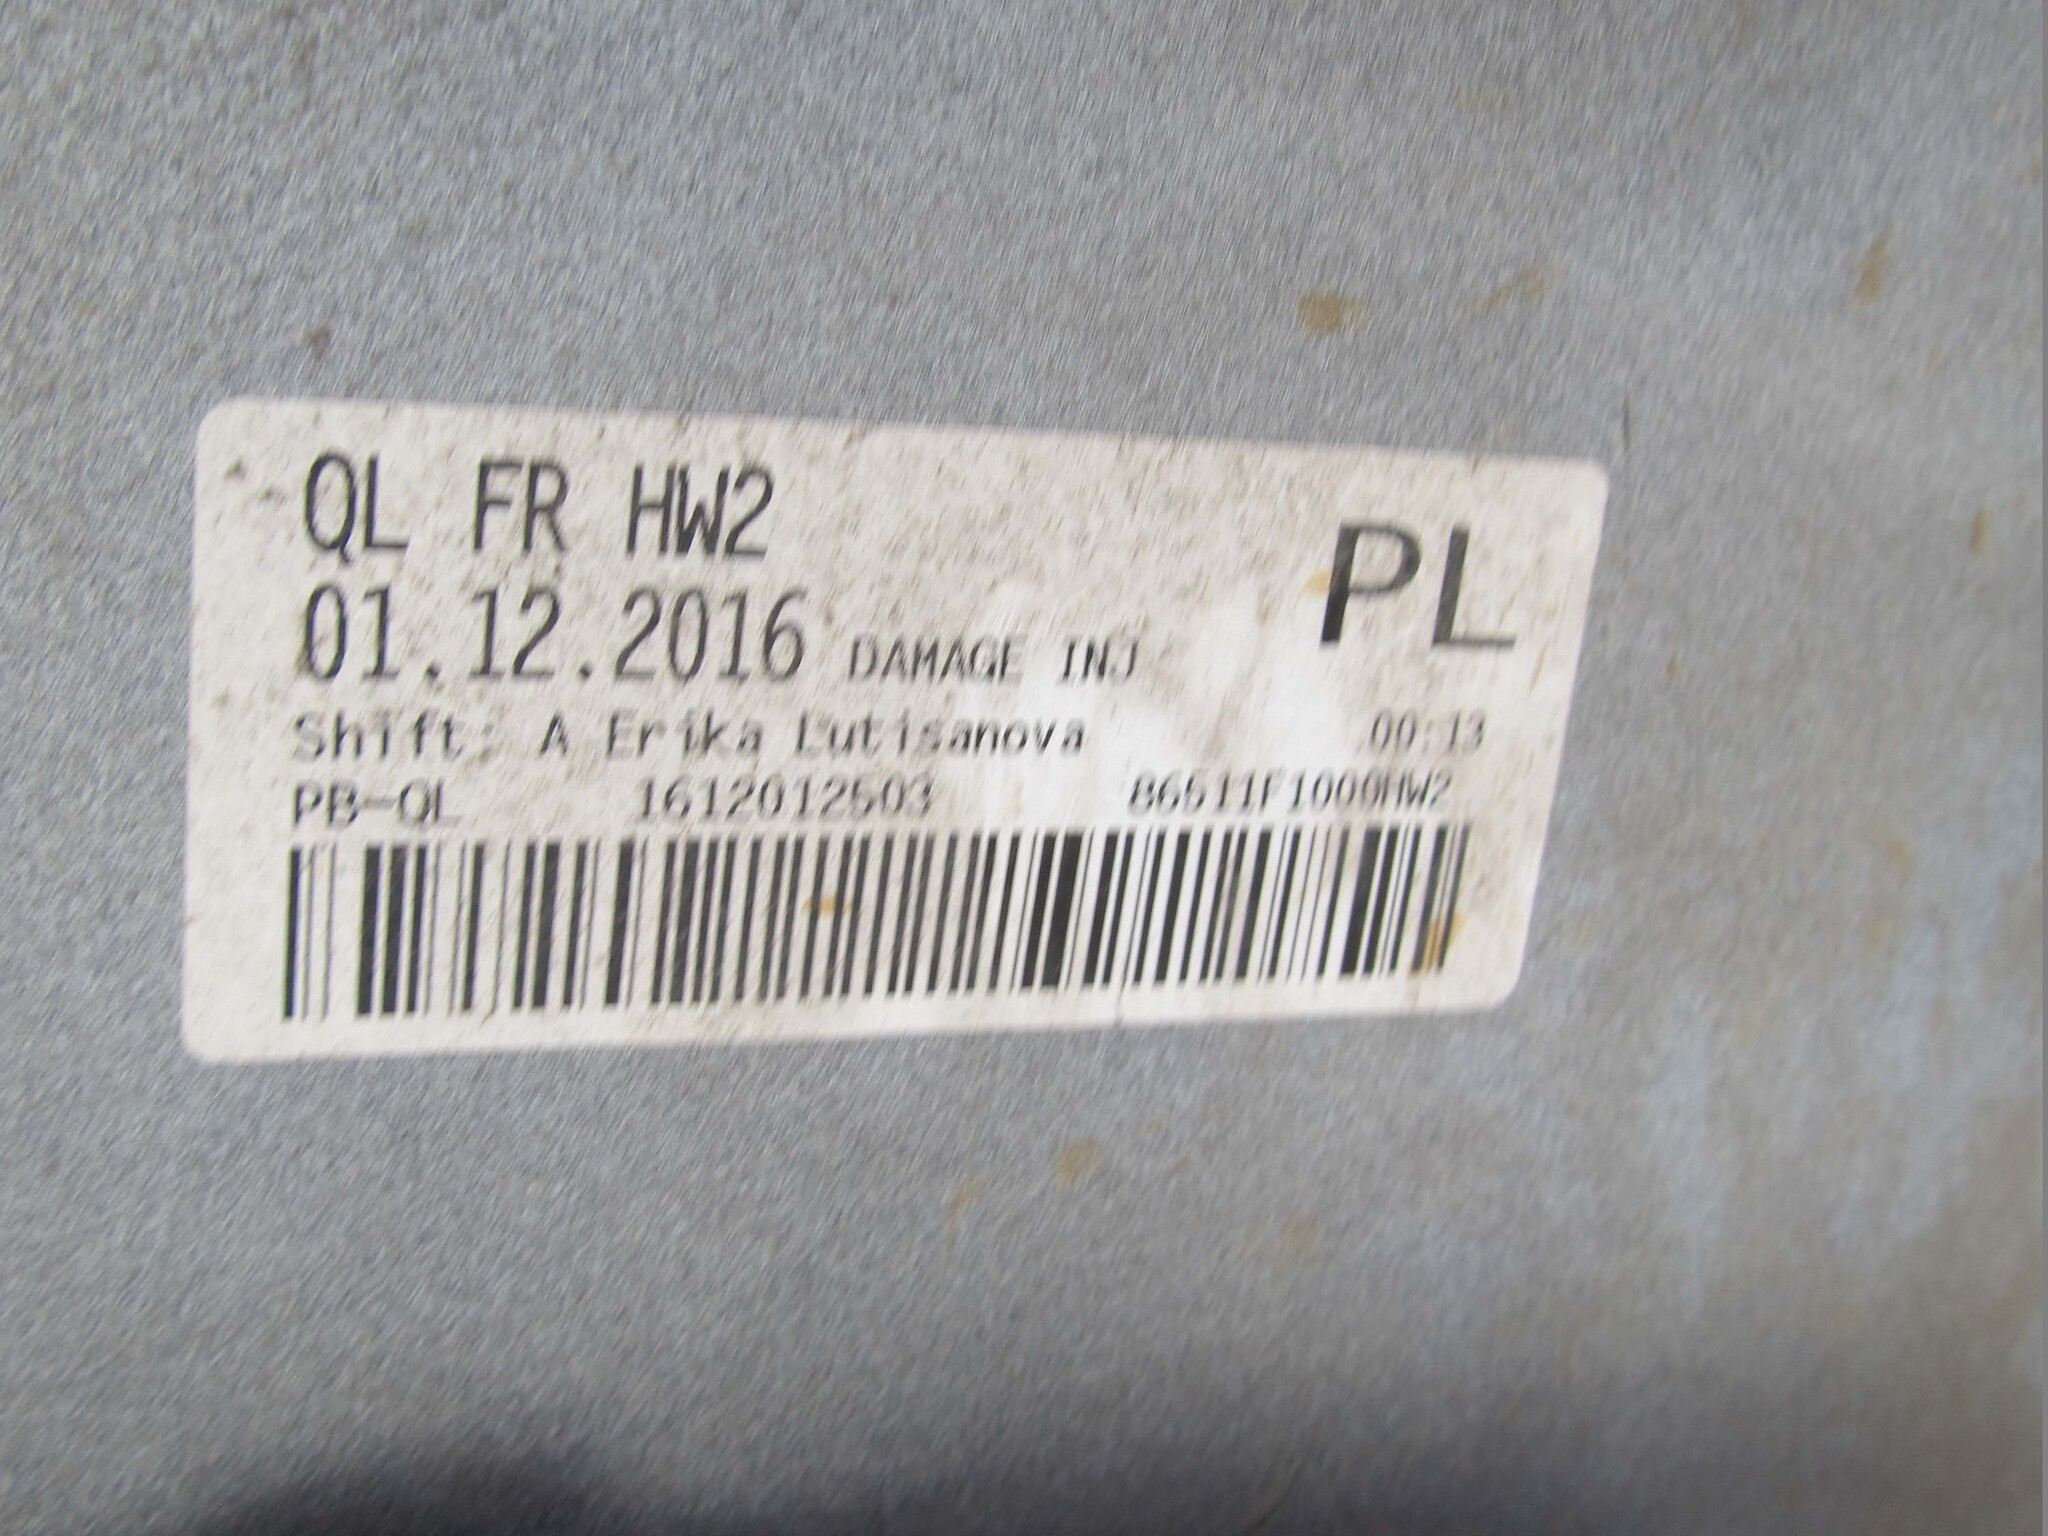 QL FR HW2
PL
01.12.2016 DAMAGE INJ
Shift: A Erika Lutisanova 00:13
PB-QL 1612012503 86511F1000HW2